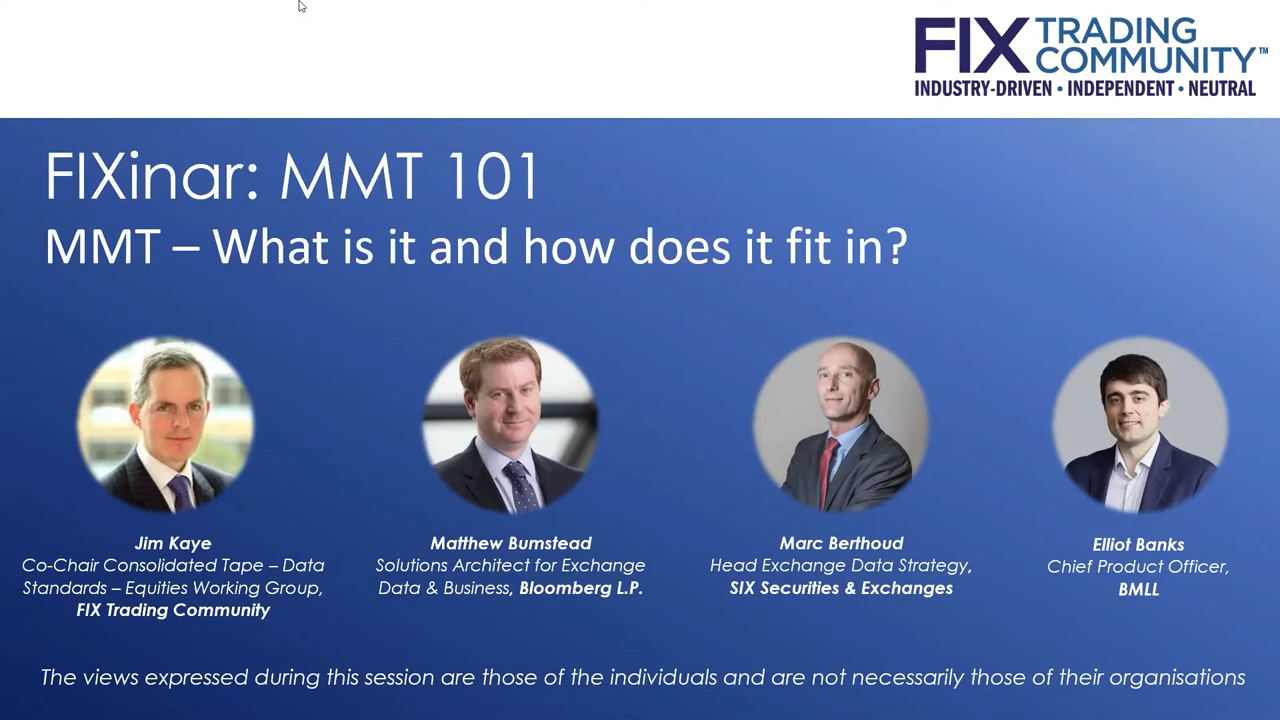 FIX TRADING COMMUNITY™
INDUSTRY-DRIVEN • INDEPENDENT • NEUTRAL
FIXinar: MMT 101
MMT – What is it and how does it fit in?
Jim Kaye
Co-Chair Consolidated Tape – Data
Standards – Equities Working Group,
FIX Trading Community
Matthew Bumstead
Solutions Architect for Exchange
Data & Business, Bloomberg L.P.
Marc Berthoud
Head Exchange Data Strategy,
SIX Securities & Exchanges
Elliot Banks
Chief Product Officer,
BMLL
The views expressed during this session are those of the individuals and are not necessarily those of their organisations